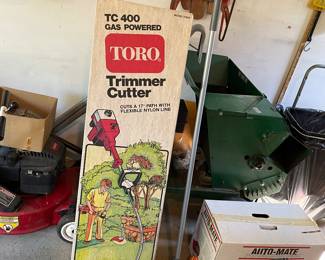 TC 400
GAS POWERED
TORO
Trimmer
Cutter
CUTS A 17" PATH WITH
FLEXIBLE NYLON LINE
AUTO-MATE